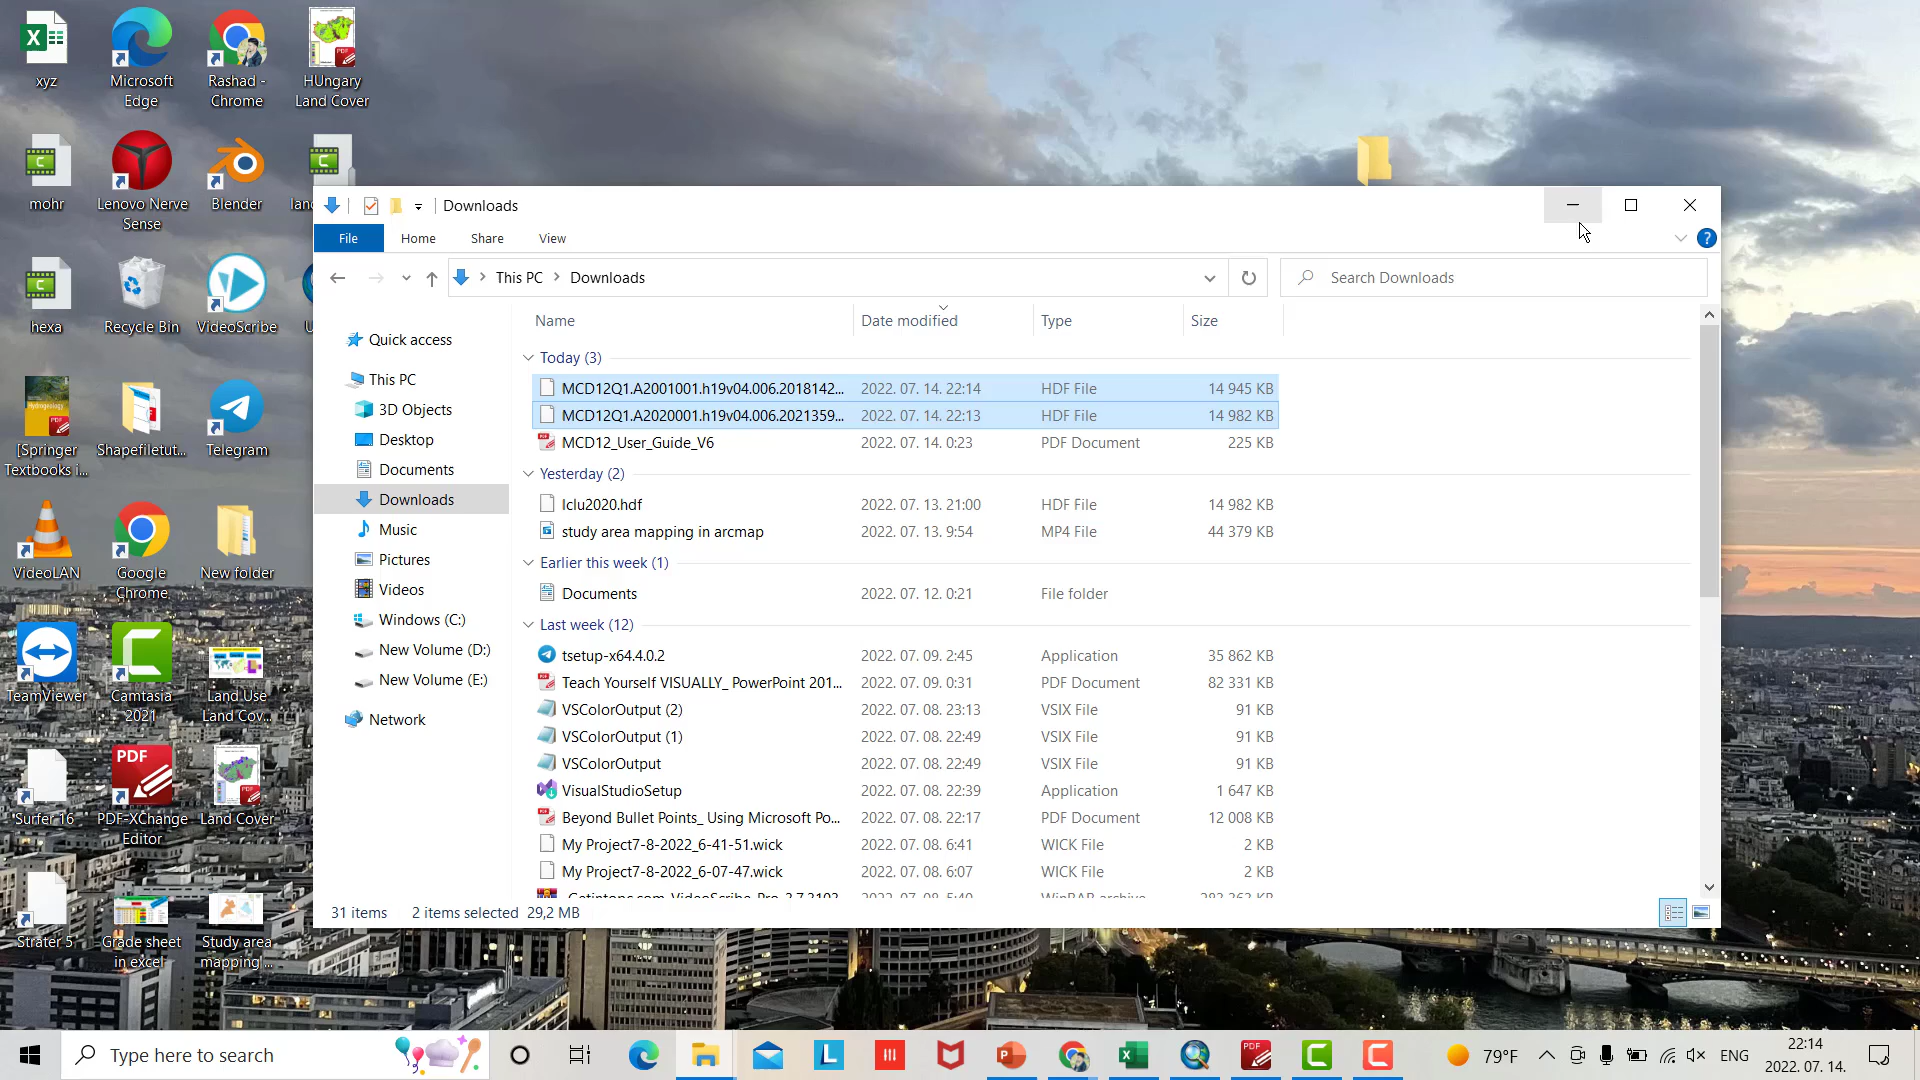 xyz
Microsoft
Edge
Rashad -
Chrome
HUngary
Land Cover
mohr
Lenovo Nerve
Sense
Blender
hexa
Recycle Bin
VideoScribe
[Springer
Textbooks i...
Shapefiletut...
Telegram
VideoLAN
Google
Chrome
New folder
TeamViewer
Camtasia
2021
Land Use
Land Cov...
Surfer 16
PDF-XChange
Editor
Land Cover
Strater 5
Grade sheet
in excel
Study area
mapping ...
Downloads
File
Home
Share
View
This PC
Downloads
Search Downloads
Quick access
This PC
3D Objects
Desktop
Documents
Downloads
Music
Pictures
Videos
Windows (C:)
New Volume (D:)
New Volume (E:)
Network
Name Date modified Type Size
Today (3)
MCD12Q1.A2001001.h19v04.006.2018142... 2022. 07. 14. 22:14 HDF File 14 945 KB
MCD12Q1.A2020001.h19v04.006.2021359... 2022. 07. 14. 22:13 HDF File 14 982 KB
MCD12_User_Guide_V6 2022. 07. 14. 0:23 PDF Document 225 KB
Yesterday (2)
lclu2020.hdf 2022. 07. 13. 21:00 HDF File 14 982 KB
study area mapping in arcmap 2022. 07. 13. 9:54 MP4 File 44 379 KB
Earlier this week (1)
Documents 2022. 07. 12. 0:21 File folder
Last week (12)
tsetup-x64.4.0.2 2022. 07. 09. 2:45 Application 35 862 KB
Teach Yourself VISUALLY_ PowerPoint 201... 2022. 07. 09. 0:31 PDF Document 82 331 KB
VSColorOutput (2) 2022. 07. 08. 23:13 VSIX File 91 KB
VSColorOutput (1) 2022. 07. 08. 22:49 VSIX File 91 KB
VSColorOutput 2022. 07. 08. 22:49 VSIX File 91 KB
VisualStudioSetup 2022. 07. 08. 22:39 Application 1 647 KB
Beyond Bullet Points_ Using Microsoft Po... 2022. 07. 08. 22:17 PDF Document 12 008 KB
My Project7-8-2022_6-41-51.wick 2022. 07. 08. 6:41 WICK File 2 KB
My Project7-8-2022_6-07-47.wick 2022. 07. 08. 6:07 WICK File 2 KB
31 items 2 items selected 29,2 MB
Type here to search
79°F
ENG
22:14
2022. 07. 14.